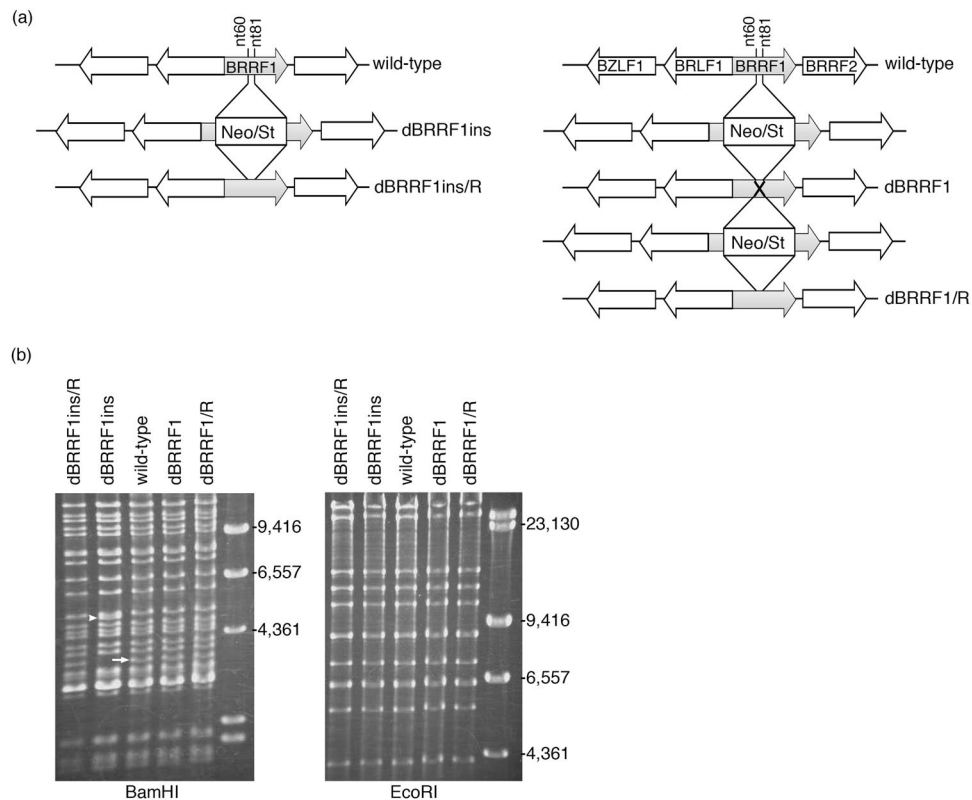 (a)
nt60
nt81
BRRF1
wild-type
Neo/St
dBRRF1ins
dBRRF1ins/R
nt60
nt81
BZLF1 BRLF1 BRRF1 BRRF2
wild-type
Neo/St
dBRRF1
Neo/St
dBRRF1/R
(b)
dBRRF1ins/R
dBRRF1ins
wild-type
dBRRF1
dBRRF1/R
-9,416
-6,557
-4,361
BamHI
dBRRF1ins/R
dBRRF1ins
wild-type
dBRRF1
dBRRF1/R
-23,130
-9,416
-6,557
-4,361
EcoRI